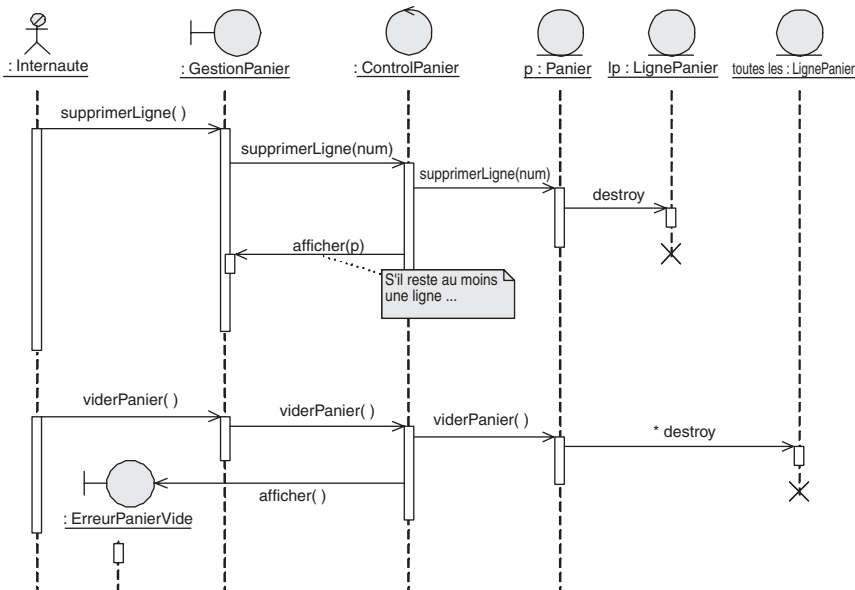 : Internaute
: GestionPanier
: ControlPanier
p : Panier
lp : LignePanier
toutes les : LignePanier
supprimerLigne( )
supprimerLigne(num)
supprimerLigne(num)
destroy
afficher(p)
S'il reste au moins
une ligne ...
viderPanier( )
viderPanier( )
viderPanier( )
* destroy
afficher( )
: ErreurPanierVide